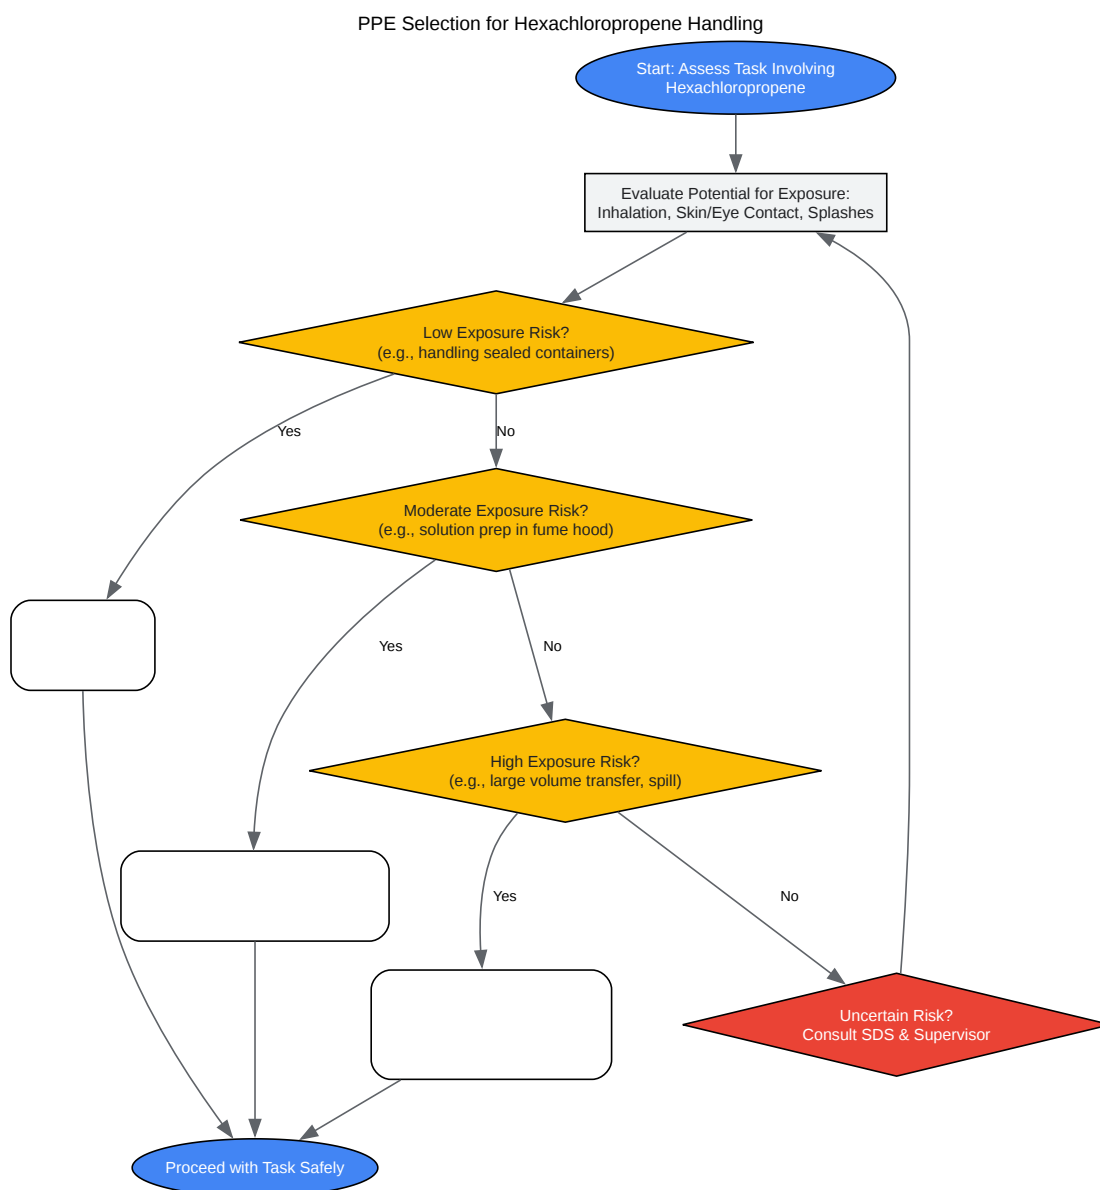 PPE Selection for Hexachloropropene Handling
Start: Assess Task Involving
Hexachloropropene
Evaluate Potential for Exposure:
Inhalation, Skin/Eye Contact, Splashes
Low Exposure Risk?
(e.g., handling sealed containers)
Yes
No
Moderate Exposure Risk?
(e.g., solution prep in fume hood)
Yes
No
High Exposure Risk?
(e.g., large volume transfer, spill)
Yes
No
Uncertain Risk?
Consult SDS & Supervisor
Proceed with Task Safely